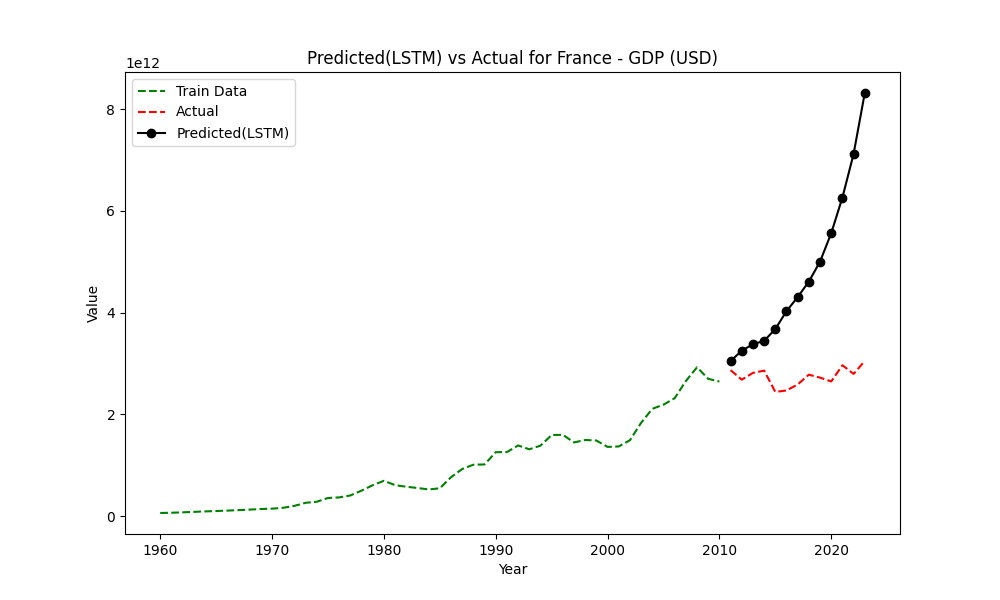 Predicted(LSTM) vs Actual for France - GDP (USD)
1e12
Train Data
Actual
Predicted(LSTM)
8
6
4
2
0
Value
1960 1970 1980 1990 2000 2010 2020
Year